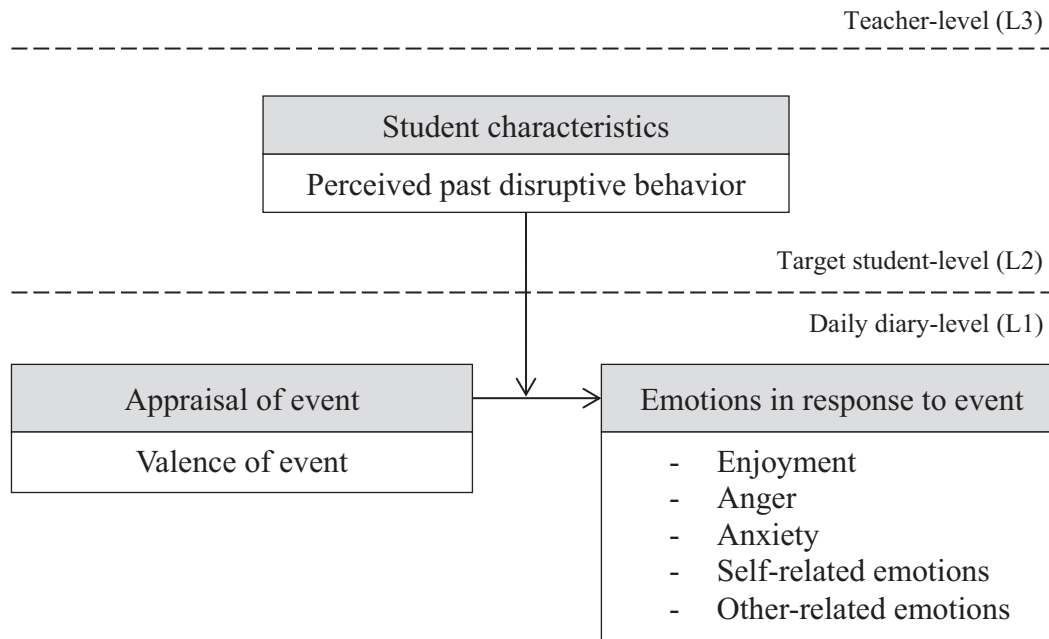 Teacher-level (L3)
Student characteristics
Perceived past disruptive behavior
Target student-level (L2)
Daily diary-level (L1)
Appraisal of event
Valence of event
Emotions in response to event
- Enjoyment
- Anger
- Anxiety
- Self-related emotions
- Other-related emotions